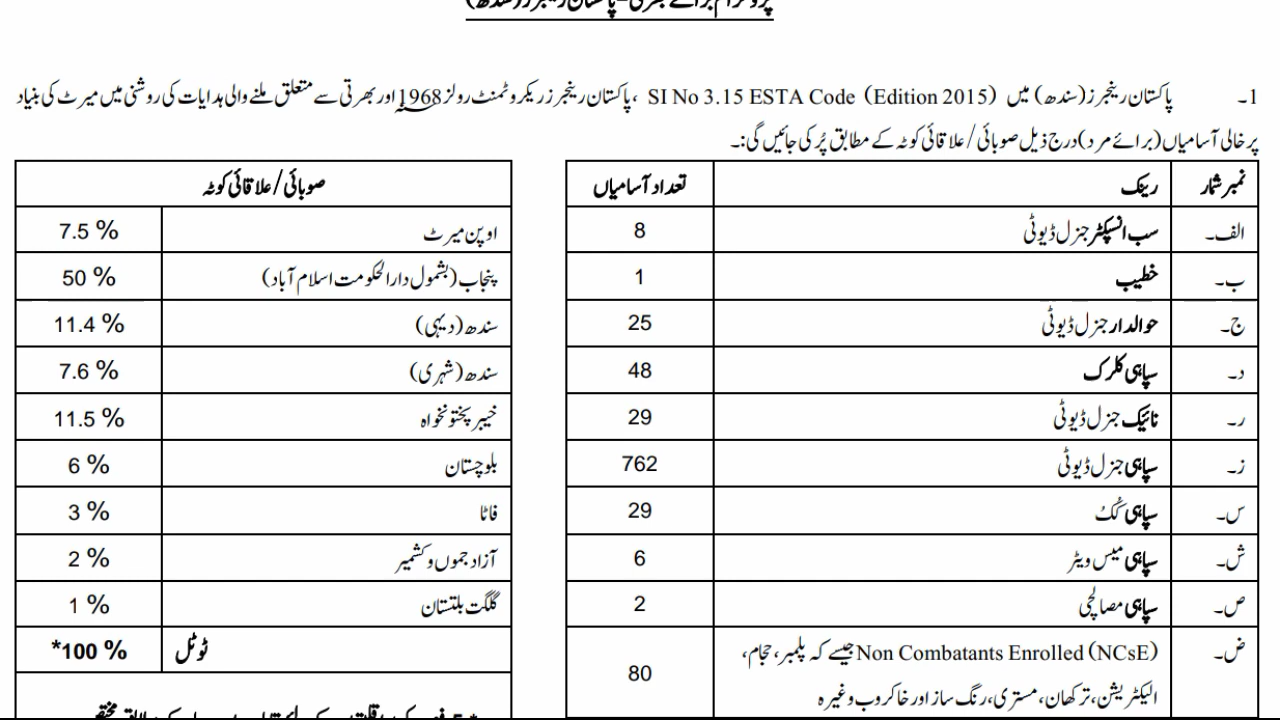 پروگرام برائے بھرتی - پاکستان رینجرز (سندھ)
1۔ پاکستان رینجرز (سندھ) میں SI No 3.15 ESTA Code (Edition 2015) ، پاکستان رینجرز ریکروٹمنٹ رولز 1968 اور بھرتی سے متعلق ملنے والی ہدایات کی روشنی میں میرٹ کی بنیاد
پر خالی آسامیاں (برائے مرد) درج ذیل صوبائی / علاقائی کوٹہ کے مطابق پُر کی جائیں گی:۔
نمبر شمار رینک تعداد آسامیاں
الف۔ سب انسپکٹر جنرل ڈیوٹی 8
ب۔ خطیب 1
ج۔ حوالدار جنرل ڈیوٹی 25
د۔ سپاہی کلرک 48
ر۔ نائیک جنرل ڈیوٹی 29
ز۔ سپاہی جنرل ڈیوٹی 762
س۔ سپاہی کُک 29
ش۔ سپاہی میس ویٹر 6
ص۔ سپاہی مصالچی 2
ض۔ Non Combatants Enrolled (NCsE) جیسے کہ پلمبر، حجام، 80
الیکٹریشن، ترکھان، مستری، رنگ ساز اور خاکروب وغیرہ
صوبائی / علاقائی کوٹہ
اوپن میرٹ 7.5 %
پنجاب (بشمول دارالحکومت اسلام آباد) 50 %
سندھ (دیہی) 11.4 %
سندھ (شہری) 7.6 %
خیبر پختونخواہ 11.5 %
بلوچستان 6 %
فاٹا 3 %
آزاد جموں و کشمیر 2 %
گلگت بلتستان 1 %
ٹوٹل *100 %